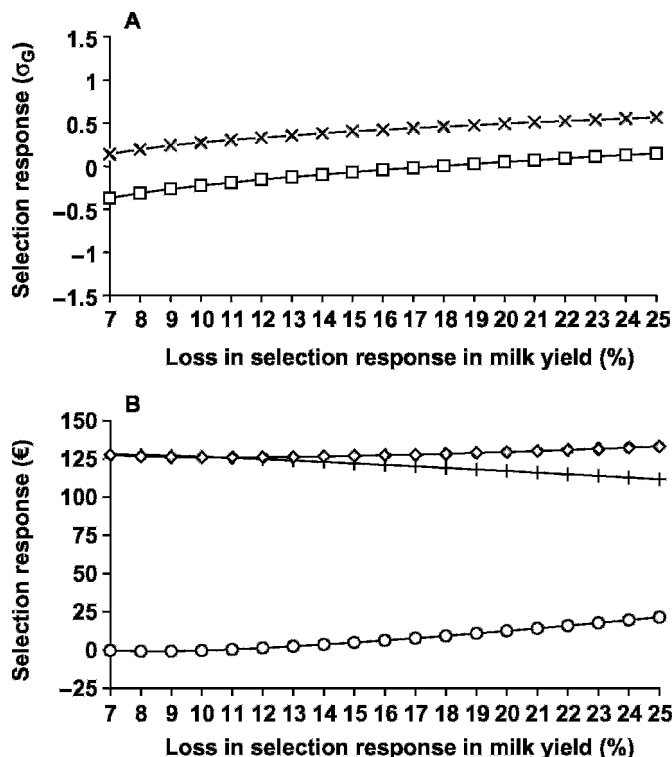 A
Selection response (σG)
1.5
1
0.5
0
−0.5
−1
−1.5
7 8 9 10 11 12 13 14 15 16 17 18 19 20 21 22 23 24 25
Loss in selection response in milk yield (%)
B
Selection response (€)
150
125
100
75
50
25
0
−25
7 8 9 10 11 12 13 14 15 16 17 18 19 20 21 22 23 24 25
Loss in selection response in milk yield (%)